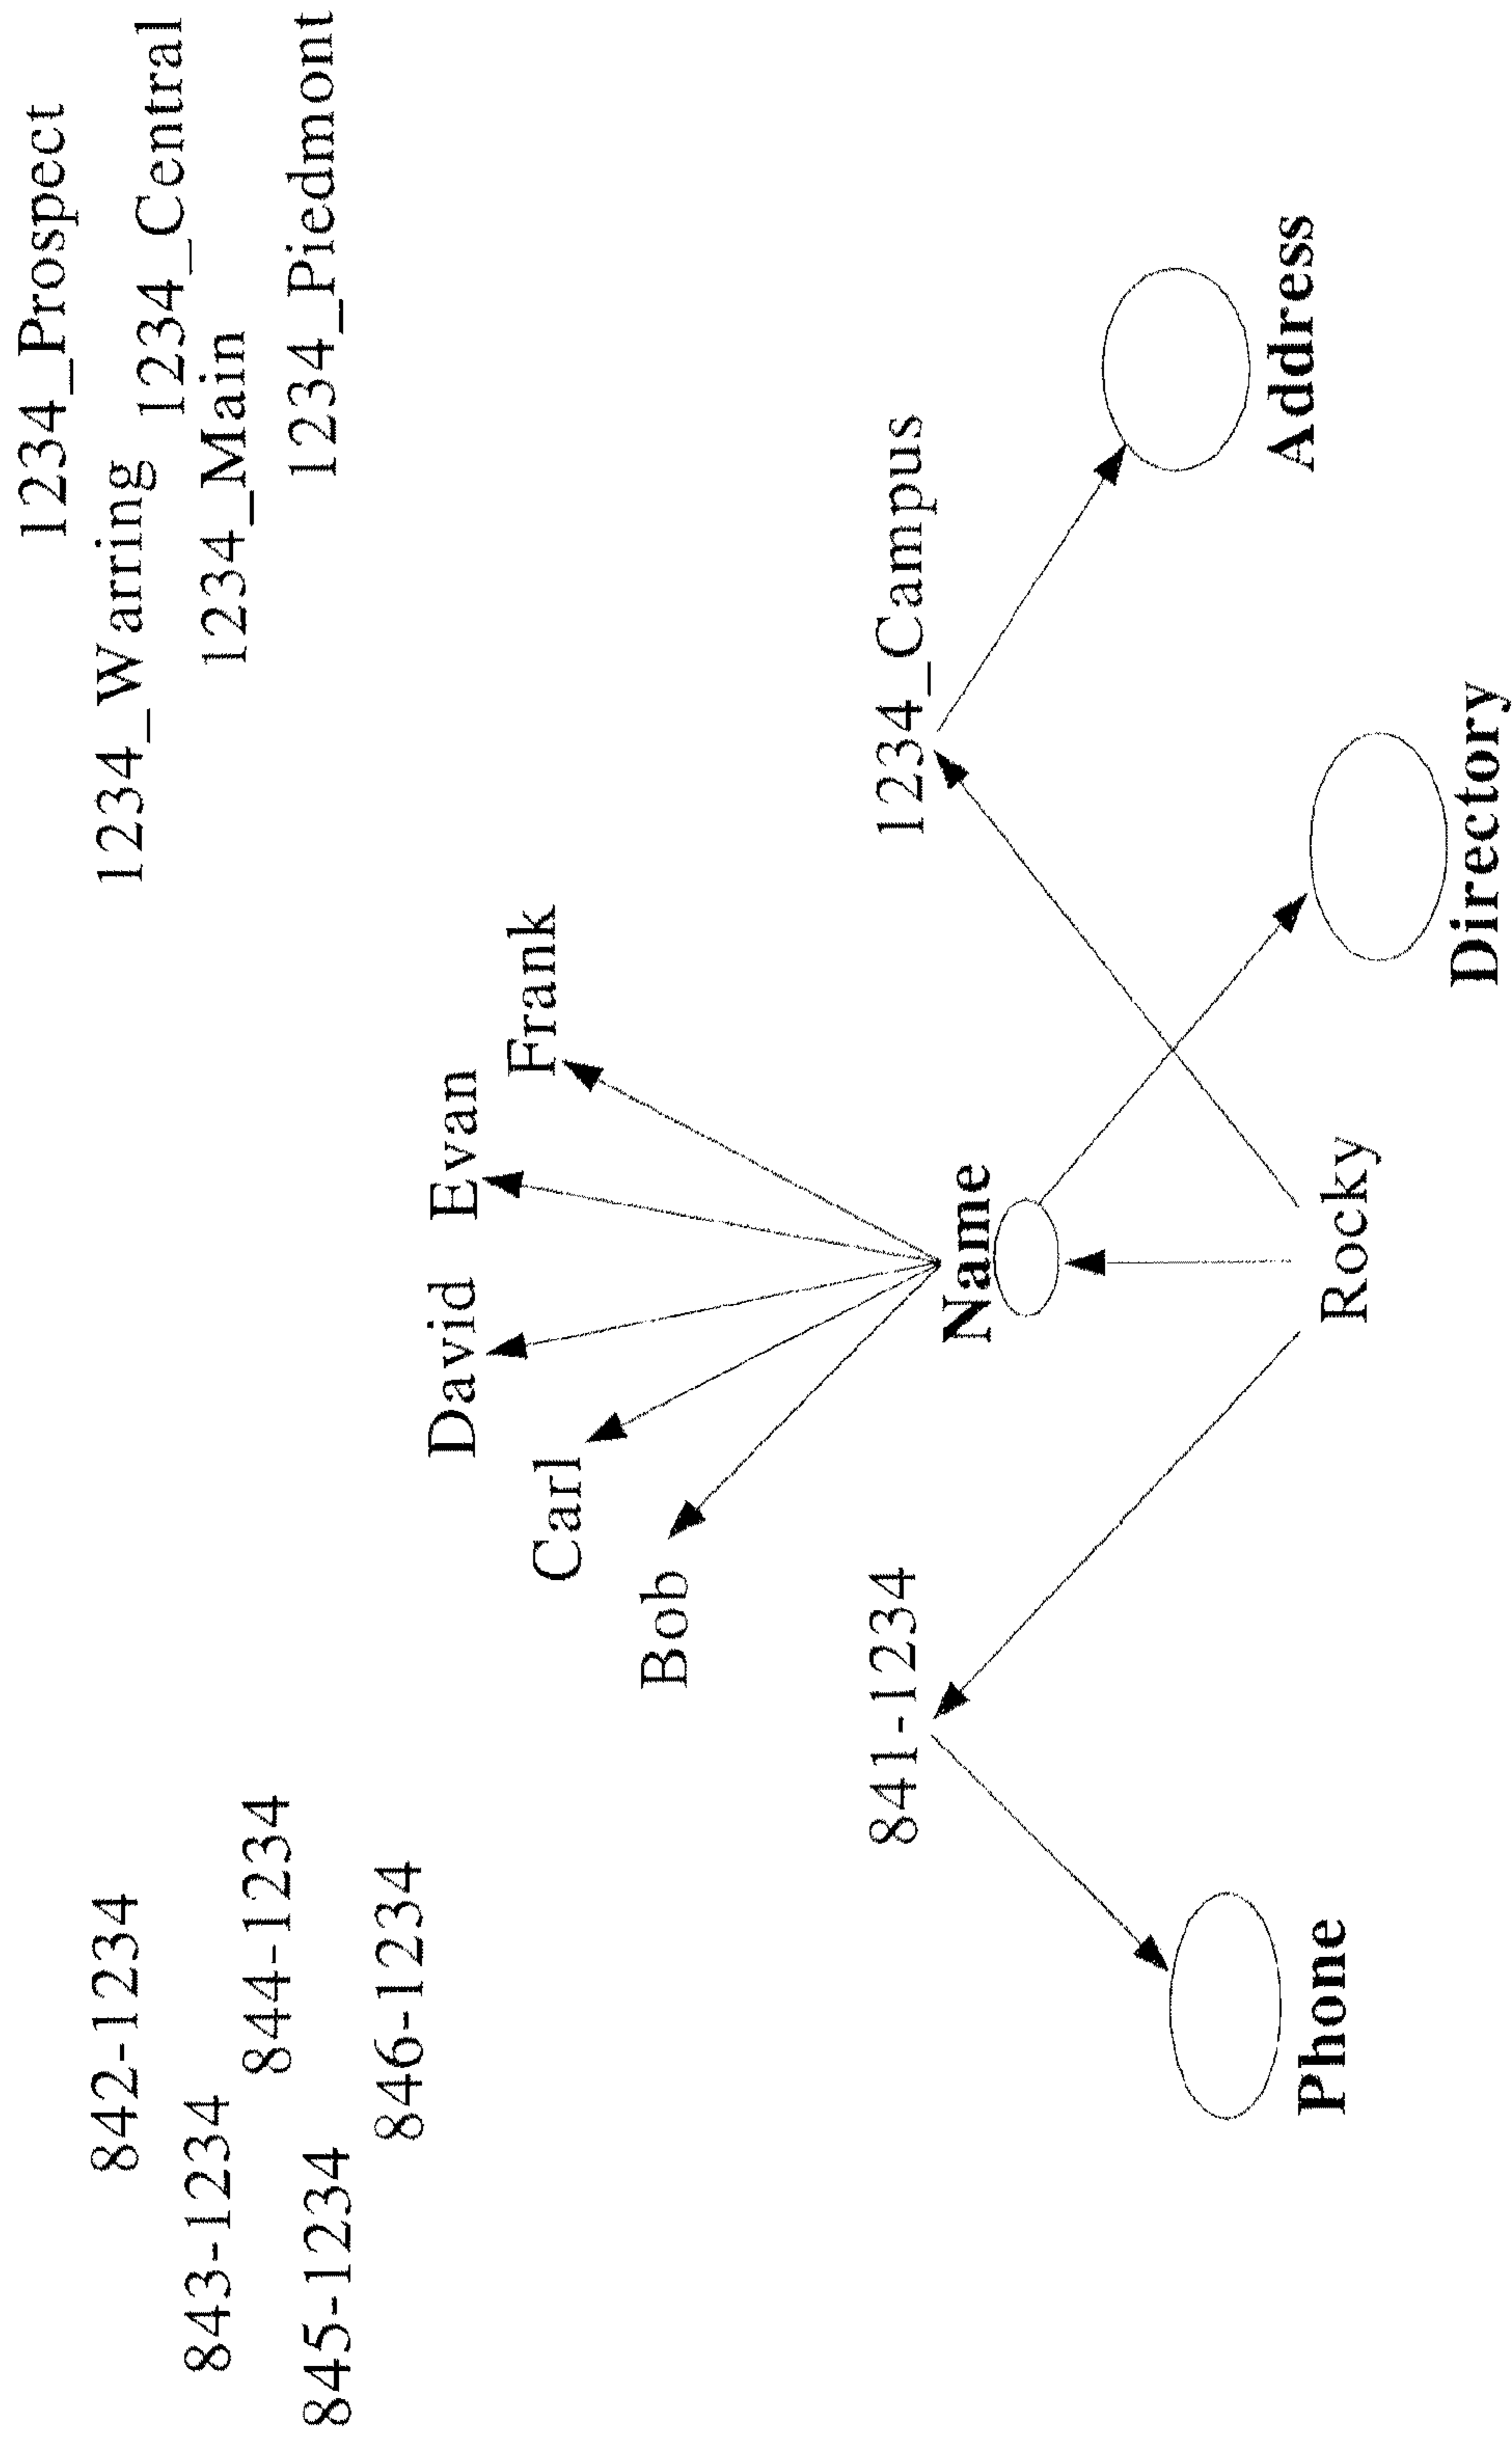 842-1234
843-1234
844-1234
845-1234
846-1234
1234_Prospect
1234_Warring
1234_Central
1234_Main
1234_Piedmont
David
Evan
Carl
Frank
Bob
841-1234
1234_Campus
Name
Phone
Rocky
Address
Directory